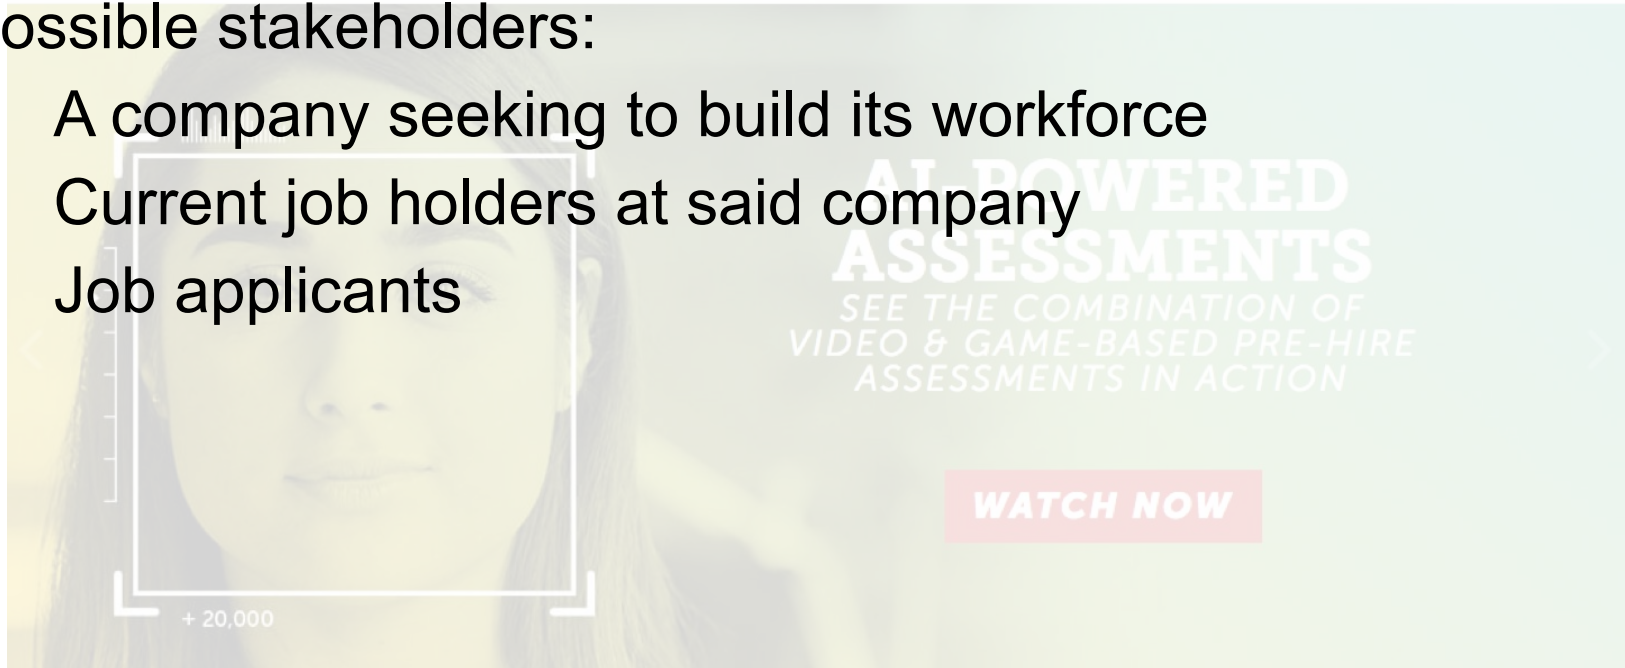 ossible stakeholders:
A company seeking to build its workforce
Current job holders at said company
Job applicants
AI-POWERED
ASSESSMENTS
SEE THE COMBINATION OF
VIDEO & GAME-BASED PRE-HIRE
ASSESSMENTS IN ACTION
WATCH NOW
+ 20,000